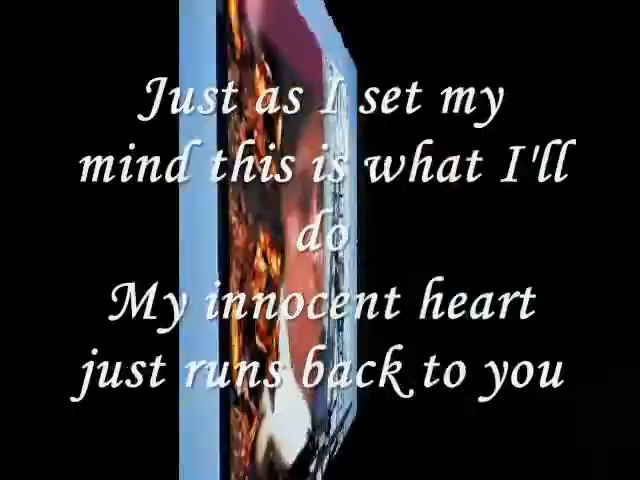 Just as I set my
mind this is what I'll
do
My innocent heart
just runs back to you